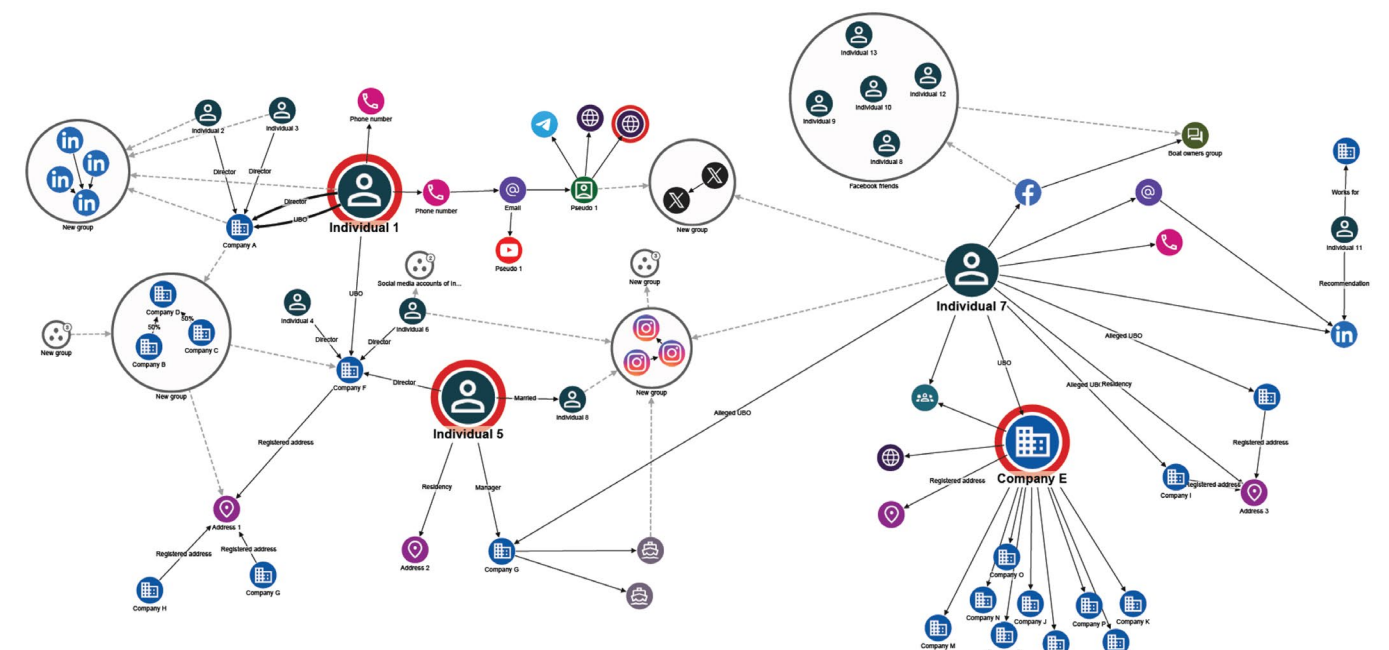 Individual 13
Individual 12
Individual 10
Individual 9
Individual 8
Facebook friends
Boat owners group
Individual 2
Individual 3
Phone number
Director
Director
Director
UBO
Individual 1
New group
Company A
Phone number
Email
Pseudo 1
Pseudo 1
New group
Works for
Individual 11
Recommendation
Social media accounts of in...
2
New group
3
UBO
Company D
50%
50%
Company C
Company B
New group
New group
3
Individual 4
Director
Individual 6
Director
Company F
Director
Individual 5
Married
Individual 8
New group
Individual 7
Alleged UBO
UBO
Alleged UBO
Residency
Alleged UBO
Registered address
Registered address
Residency
Manager
Address 1
Registered address
Registered address
Company H
Company G
Address 2
Company G
Company E
Registered address
Company I
Registered address
Address 3
Company O
Company N
Company J
Company P
Company K
Company M